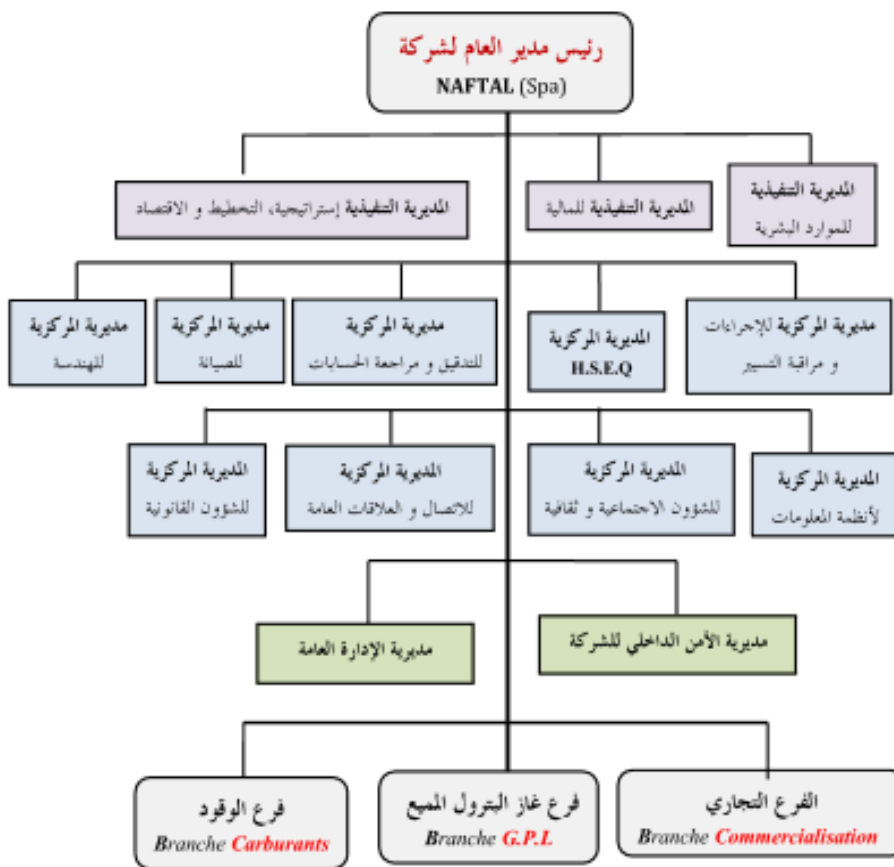 رئيس مدير العام لشركة
NAFTAL (Spa)
المديرية التنفيذية
للموارد البشرية
المديرية التنفيذية للمالية
المديرية التنفيذية إستراتيجية، التخطيط و الاقتصاد
مديرية المركزية للإجراءات
و مراقبة التسيير
المديرية المركزية
H.S.E.Q
مديرية المركزية
للتدقيق و مراجعة الحسابات
مديرية المركزية
للصيانة
مديرية المركزية
للهندسة
المديرية المركزية
لأنظمة المعلومات
المديرية المركزية
للشؤون الاجتماعية و ثقافية
المديرية المركزية
للاتصال و العلاقات العامة
المديرية المركزية
للشؤون القانونية
مديرية الأمن الداخلي للشركة
مديرية الإدارة العامة
الفرع التجاري
Branche Commercialisation
فرع غاز البترول المميع
Branche G.P.L
فرع الوقود
Branche Carburants